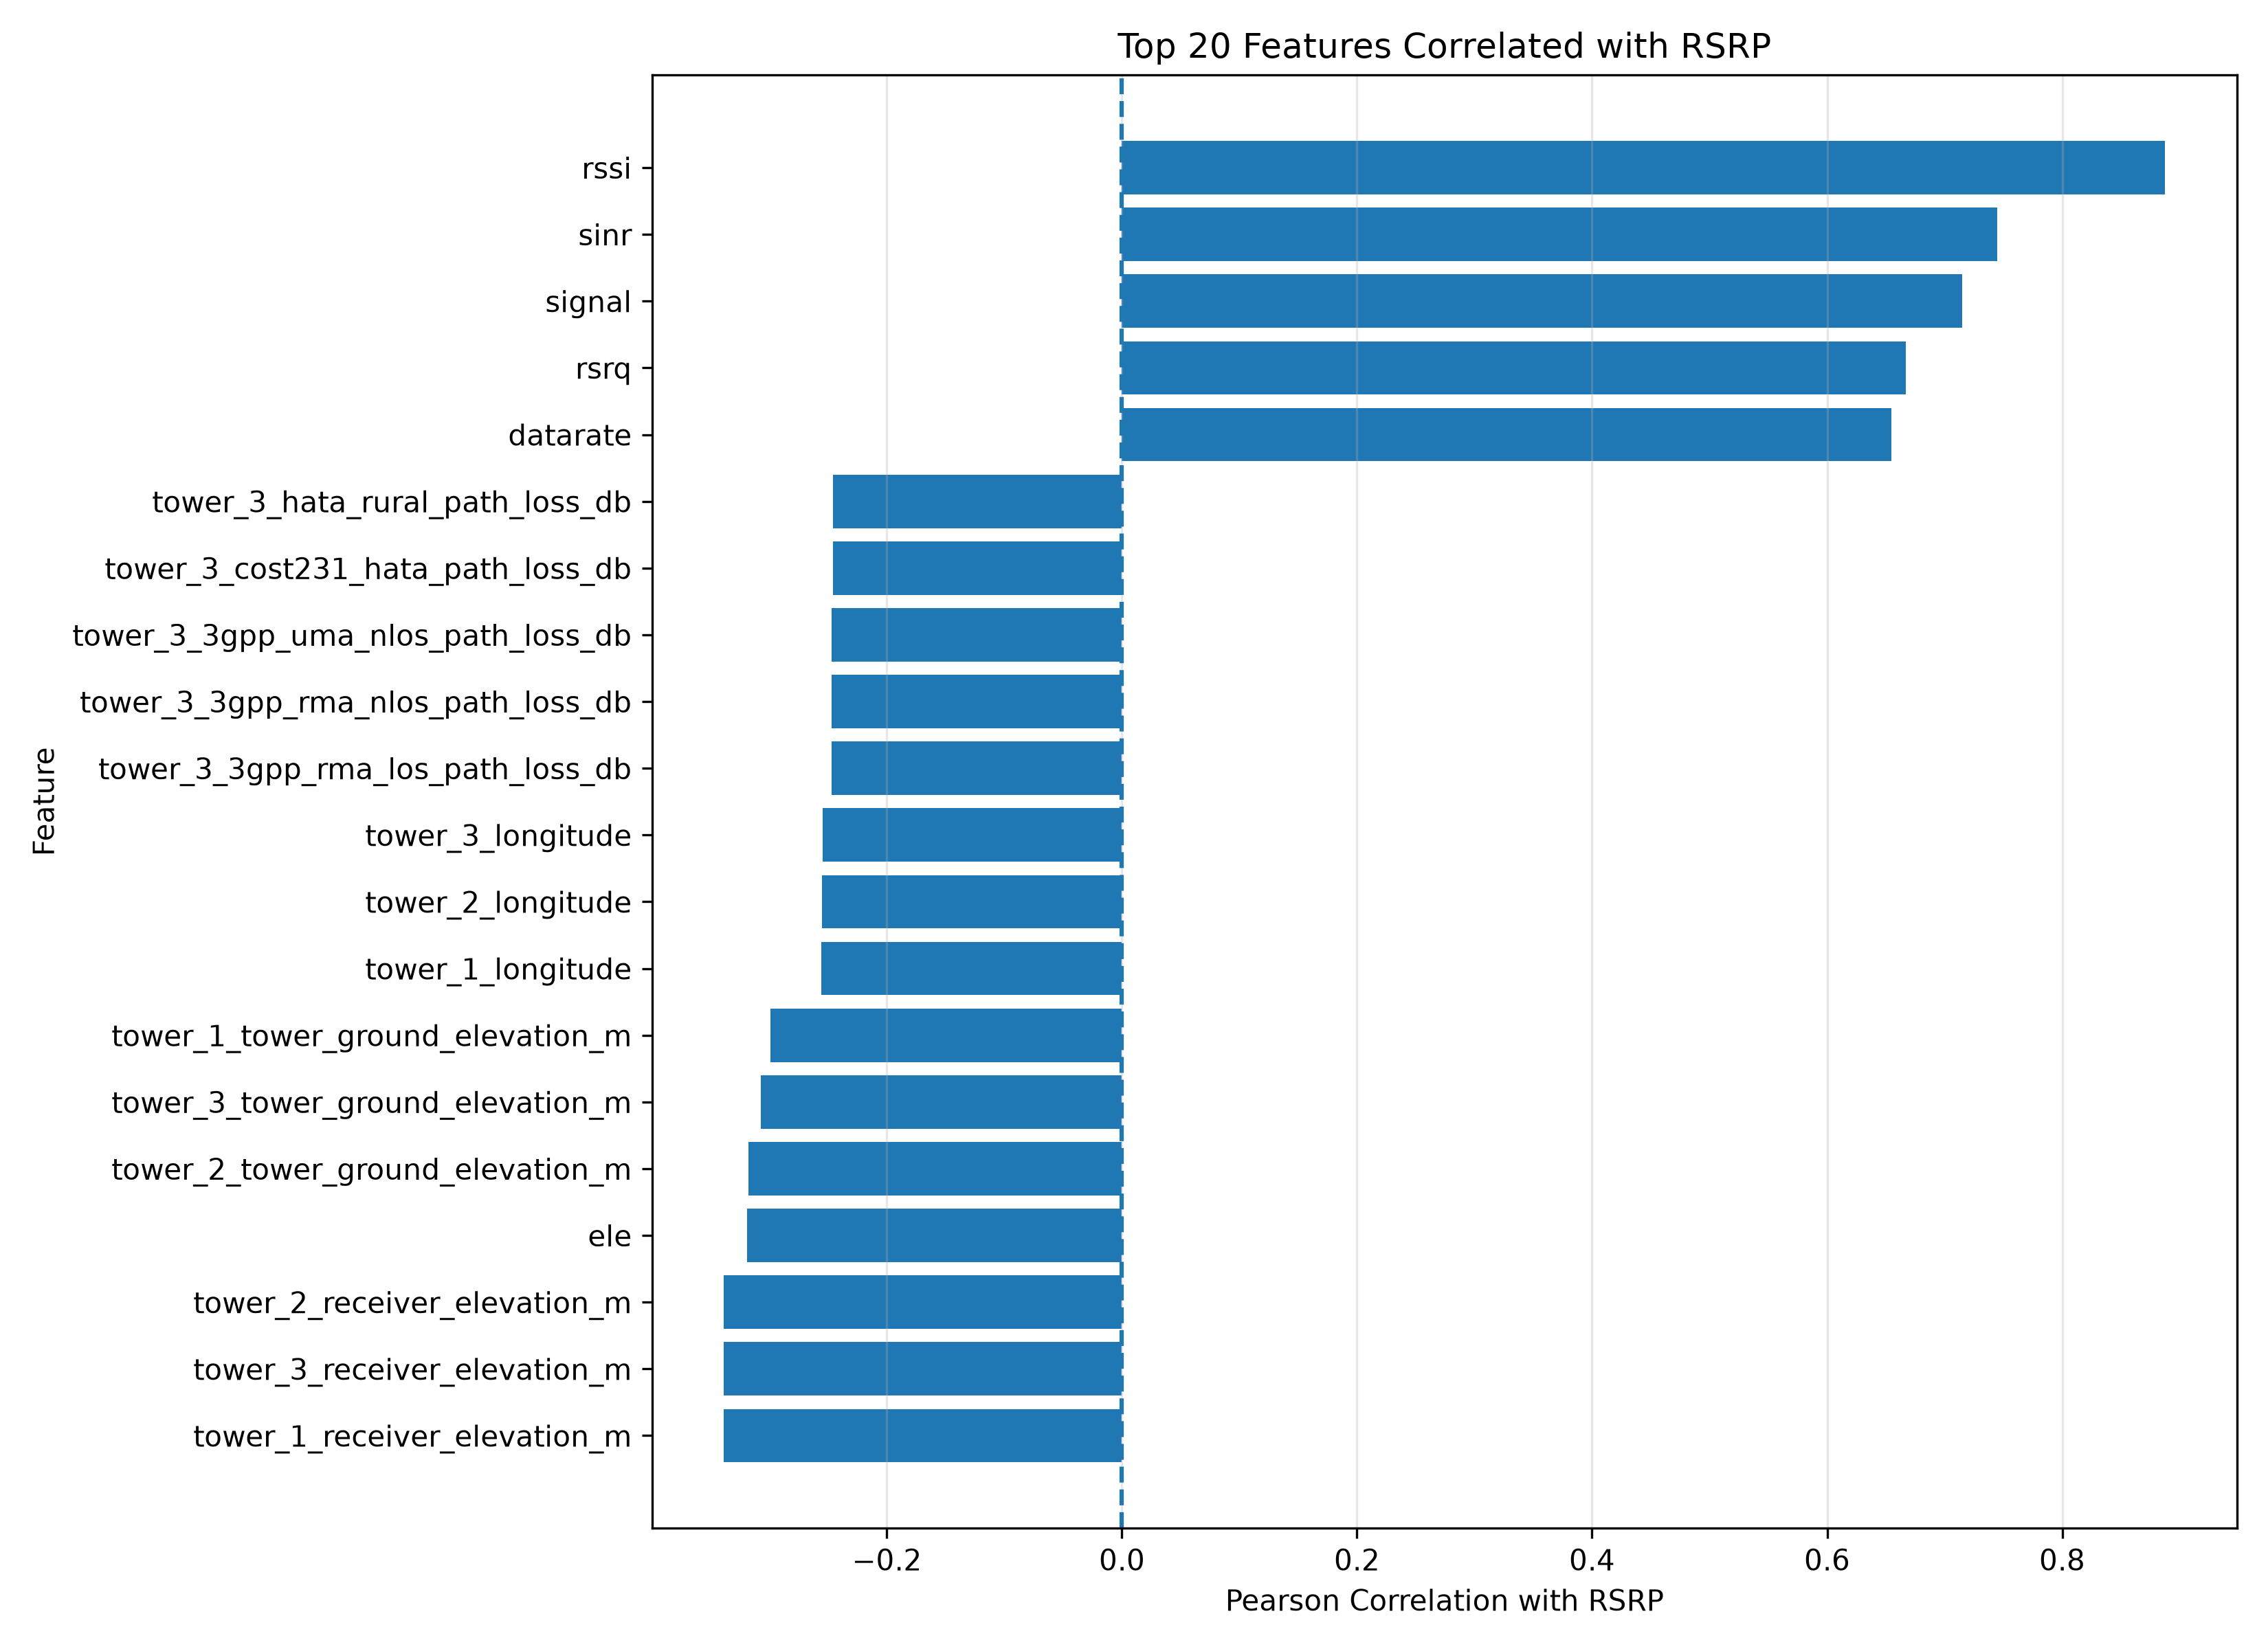 Top 20 Features Correlated with RSRP
rssi
sinr
signal
rsrq
datarate
tower_3_hata_rural_path_loss_db
tower_3_cost231_hata_path_loss_db
tower_3_3gpp_uma_nlos_path_loss_db
tower_3_3gpp_rma_nlos_path_loss_db
tower_3_3gpp_rma_los_path_loss_db
tower_3_longitude
tower_2_longitude
tower_1_longitude
tower_1_tower_ground_elevation_m
tower_3_tower_ground_elevation_m
tower_2_tower_ground_elevation_m
ele
tower_2_receiver_elevation_m
tower_3_receiver_elevation_m
tower_1_receiver_elevation_m
Feature
−0.2 0.0 0.2 0.4 0.6 0.8
Pearson Correlation with RSRP